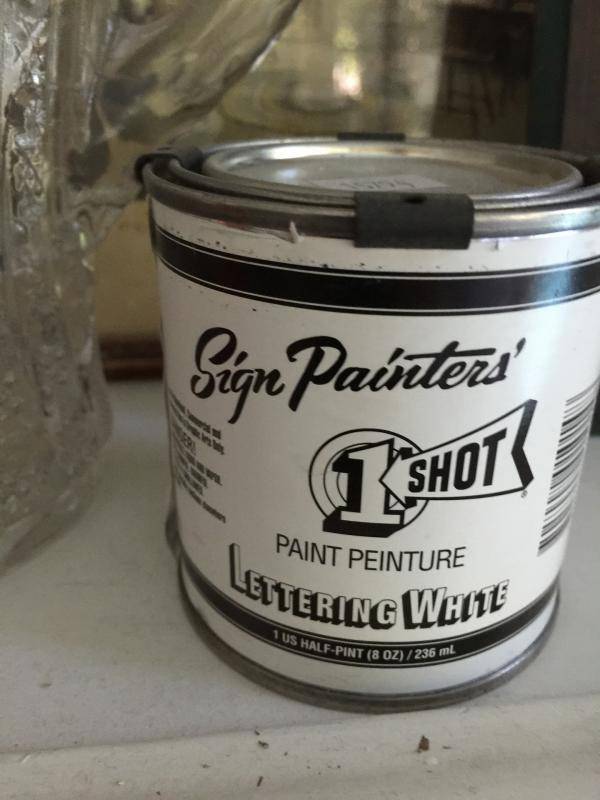 Sign Painters'
1 SHOT
PAINT PEINTURE
LETTERING WHITE
1 US HALF-PINT (8 OZ) / 236 mL